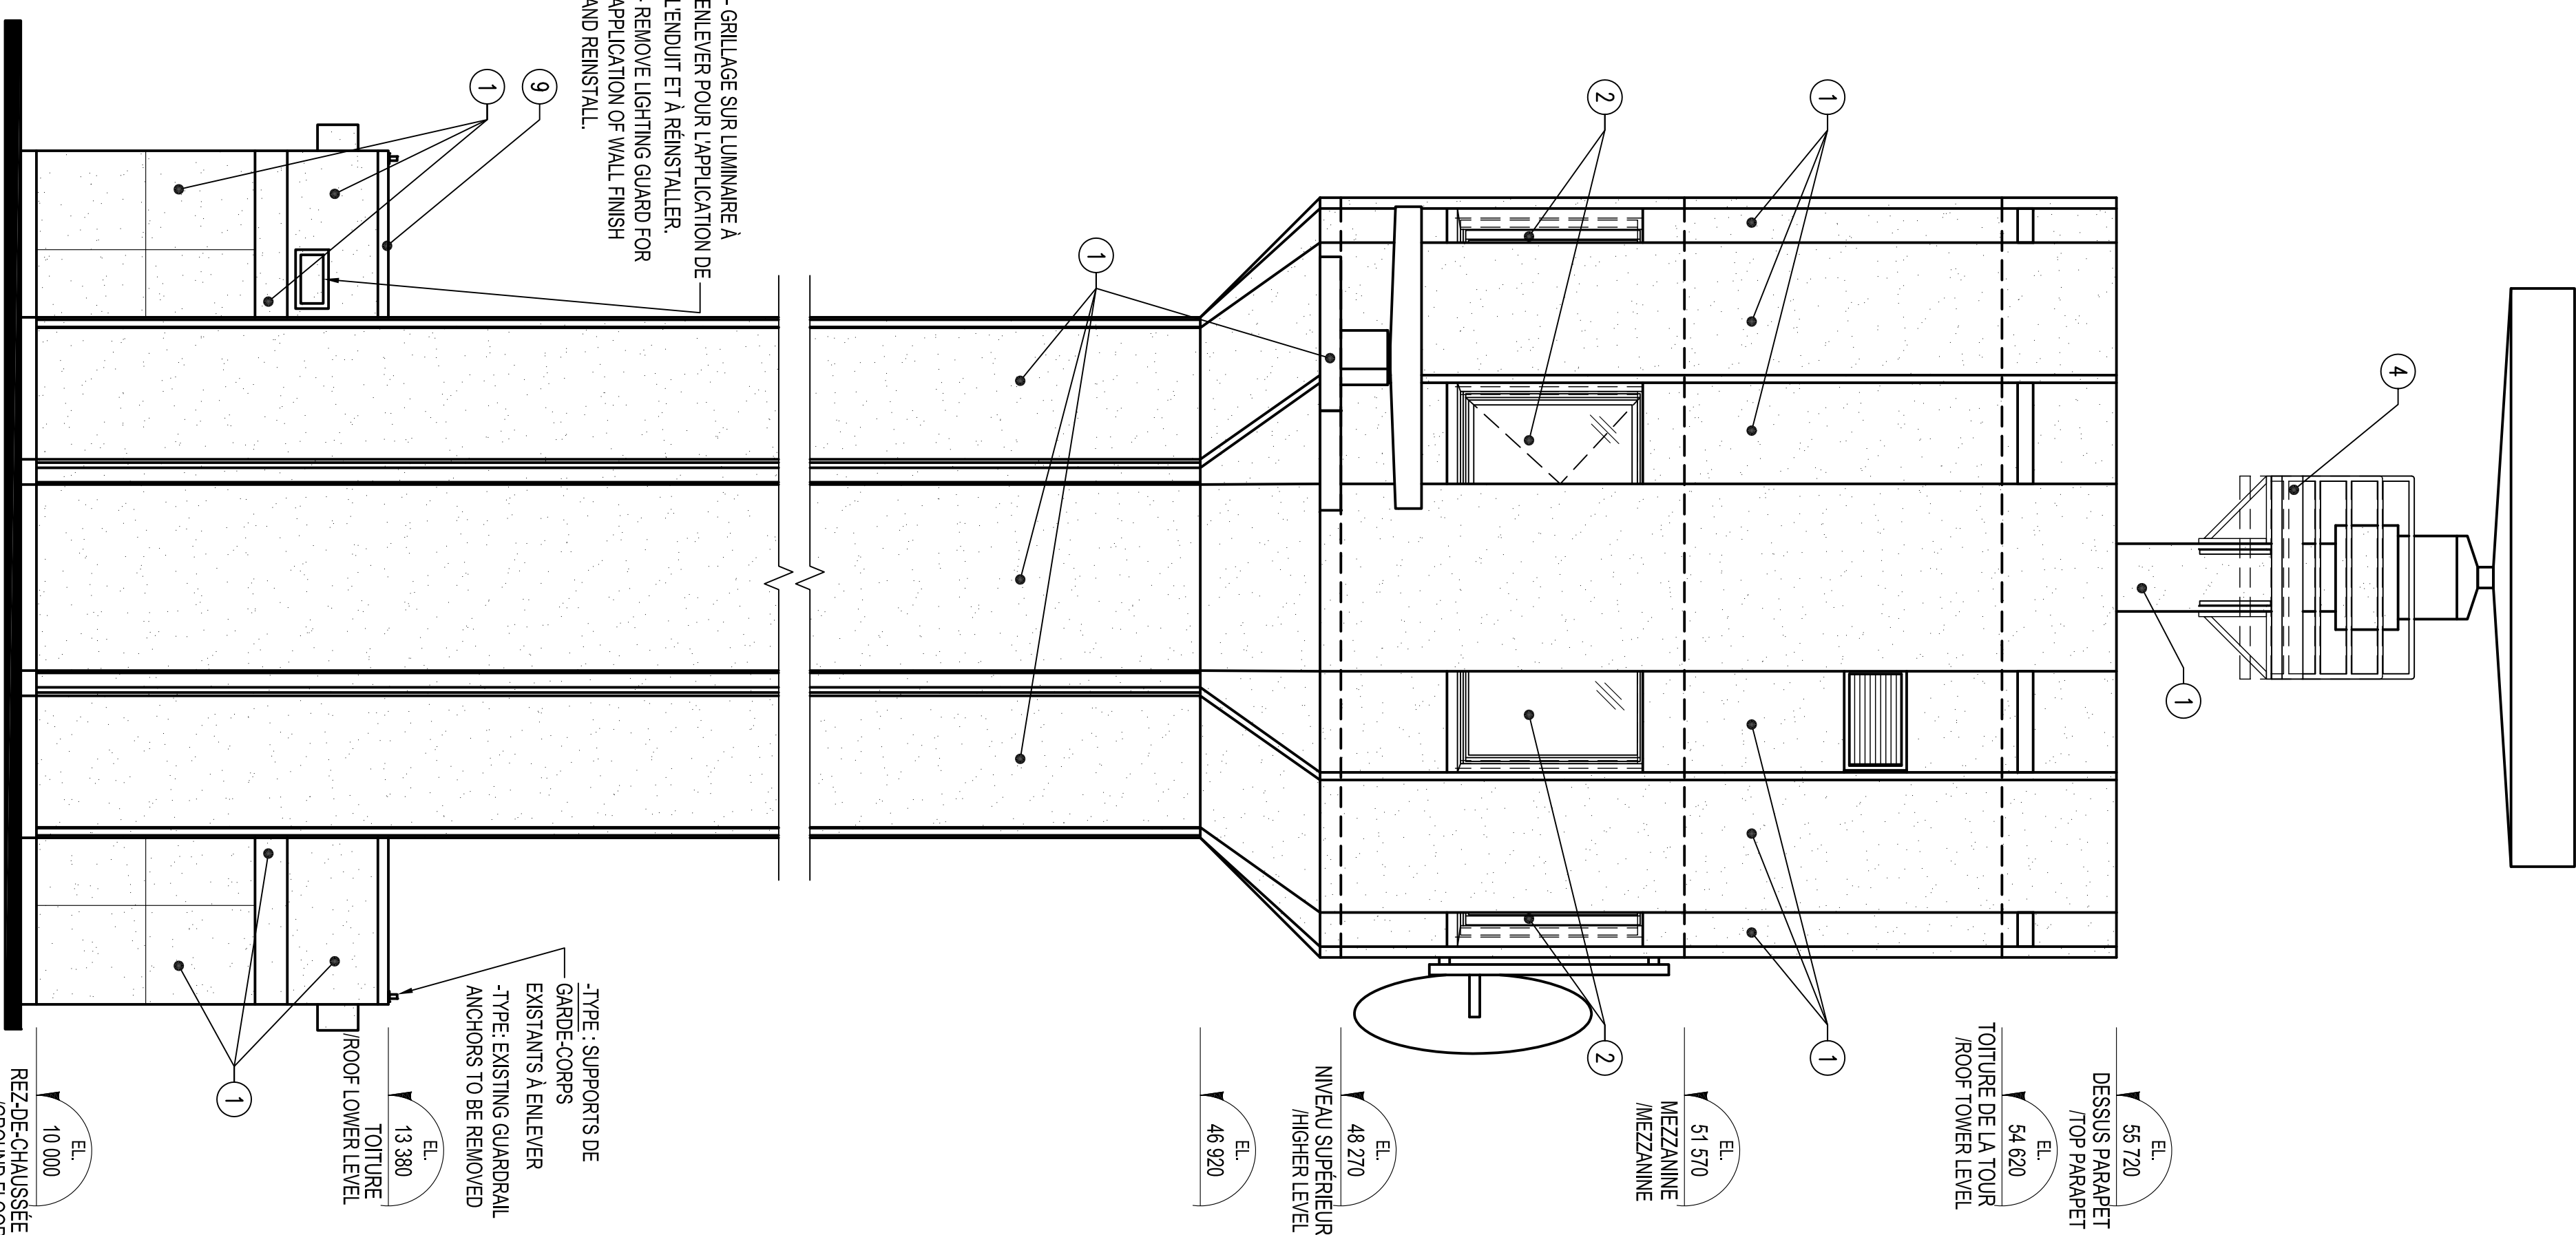 4
1
EL.
55 720
DESSUS PARAPET
/TOP PARAPET
EL.
54 620
TOITURE DE LA TOUR
/ROOF TOWER LEVEL
1
1
EL.
51 570
MEZZANINE
/MEZZANINE
2
2
EL.
48 270
NIVEAU SUPÉRIEUR
/HIGHER LEVEL
EL.
46 920
1
- GRILLAGE SUR LUMINAIRE À
ENLEVER POUR L'APPLICATION DE
L'ENDUIT ET À RÉINSTALLER.
- REMOVE LIGHTING GUARD FOR
APPLICATION OF WALL FINISH
AND REINSTALL.
-TYPE : SUPPORTS DE
GARDE-CORPS
EXISTANTS À ENLEVER
-TYPE: EXISTING GUARDRAIL
ANCHORS TO BE REMOVED
9
1
EL.
13 380
TOITURE
/ROOF LOWER LEVEL
1
EL.
10 000
REZ-DE-CHAUSSÉE